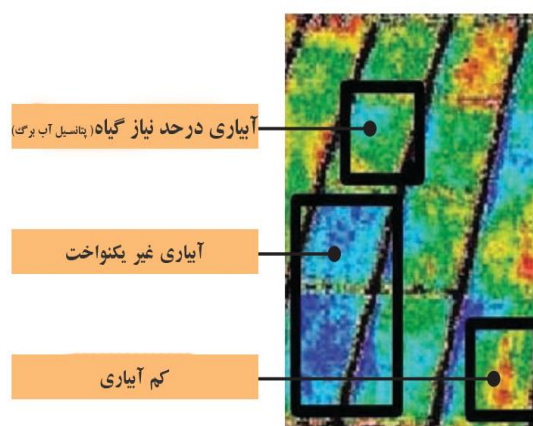 آبیاری درحد نیاز گیاه( پتانسیل آب برگ)
آبیاری غیر یکنواخت
کم آبیاری